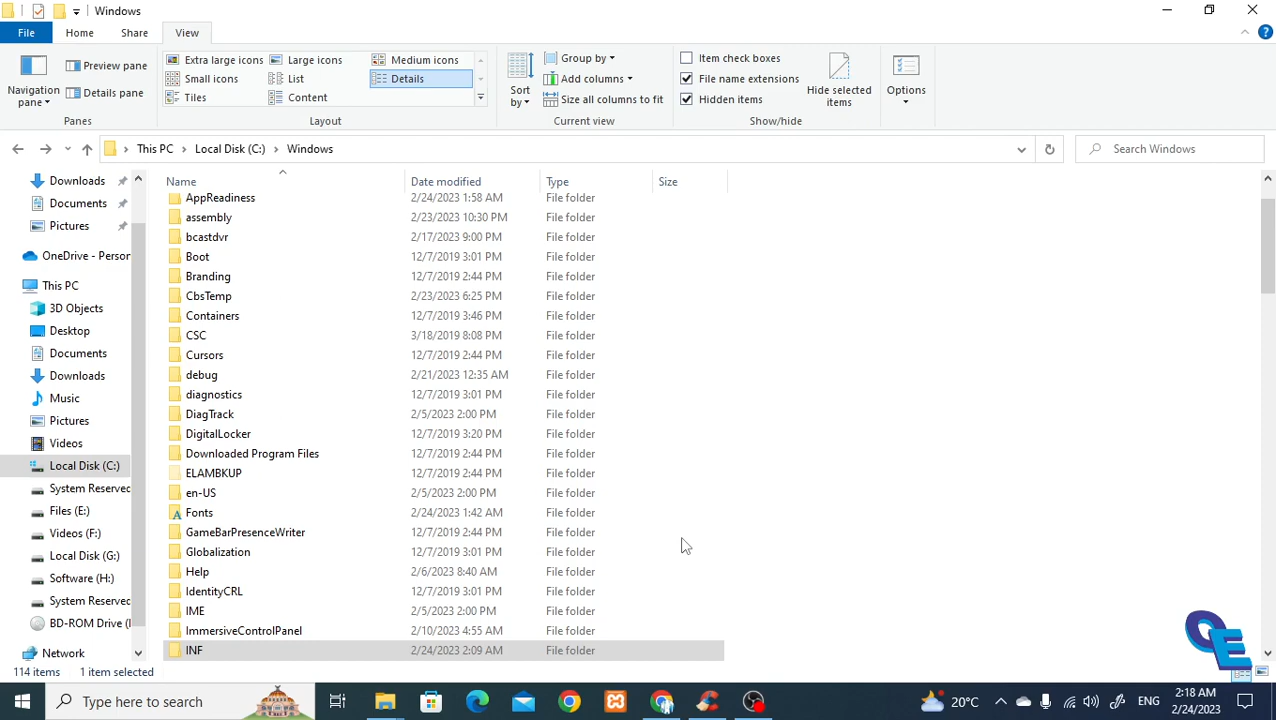 Windows
File Home Share View
Navigation pane
Preview pane
Details pane
Panes
Extra large icons Large icons Medium icons
Small icons List Details
Tiles Content
Layout
Sort by
Group by
Add columns
Size all columns to fit
Current view
Item check boxes
File name extensions
Hidden items
Hide selected items
Show/hide
Options
This PC Local Disk (C:) Windows
Search Windows
Downloads
Documents
Pictures
OneDrive - Person
This PC
3D Objects
Desktop
Documents
Downloads
Music
Pictures
Videos
Local Disk (C:)
System Reserved
Files (E:)
Videos (F:)
Local Disk (G:)
Software (H:)
System Reserved
BD-ROM Drive (
Network
Name Date modified Type Size
AppReadiness 2/24/2023 1:58 AM File folder
assembly 2/23/2023 10:30 PM File folder
bcastdvr 2/17/2023 9:00 PM File folder
Boot 12/7/2019 3:01 PM File folder
Branding 12/7/2019 2:44 PM File folder
CbsTemp 2/23/2023 6:25 PM File folder
Containers 12/7/2019 3:46 PM File folder
CSC 3/18/2019 8:08 PM File folder
Cursors 12/7/2019 2:44 PM File folder
debug 2/21/2023 12:35 AM File folder
diagnostics 12/7/2019 3:01 PM File folder
DiagTrack 2/5/2023 2:00 PM File folder
DigitalLocker 12/7/2019 3:20 PM File folder
Downloaded Program Files 12/7/2019 2:44 PM File folder
ELAMBKUP 12/7/2019 2:44 PM File folder
en-US 2/5/2023 2:00 PM File folder
Fonts 2/24/2023 1:42 AM File folder
GameBarPresenceWriter 12/7/2019 2:44 PM File folder
Globalization 12/7/2019 3:01 PM File folder
Help 2/6/2023 8:40 AM File folder
IdentityCRL 12/7/2019 3:01 PM File folder
IME 2/5/2023 2:00 PM File folder
ImmersiveControlPanel 2/10/2023 4:55 AM File folder
INF 2/24/2023 2:09 AM File folder
OE
114 items 1 item selected
Type here to search
20°C
ENG
2:18 AM
2/24/2023